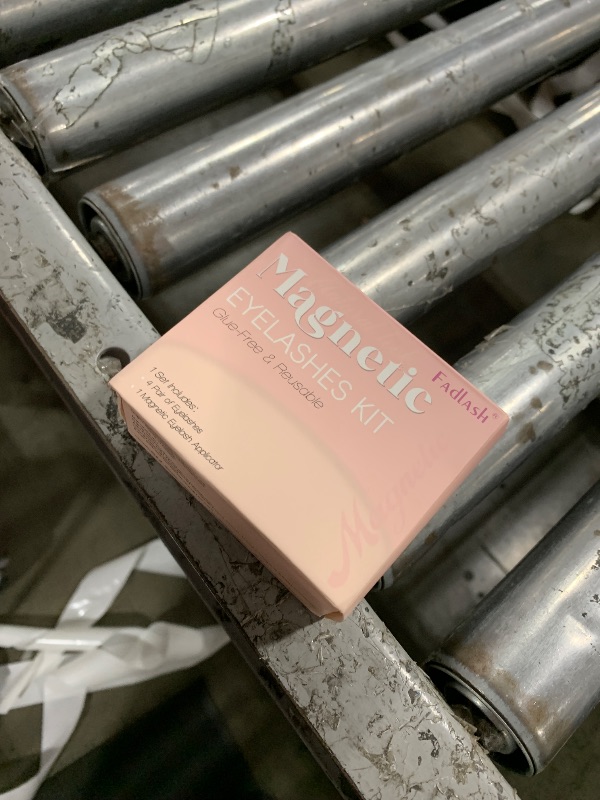 Magnetic
EYELASHES KIT
Glue-Free & Reusable
FADLASH®
1 Set Includes:
4 Pair of Eyelashes
1 Magnetic Eyelash Applicator
Magnetic